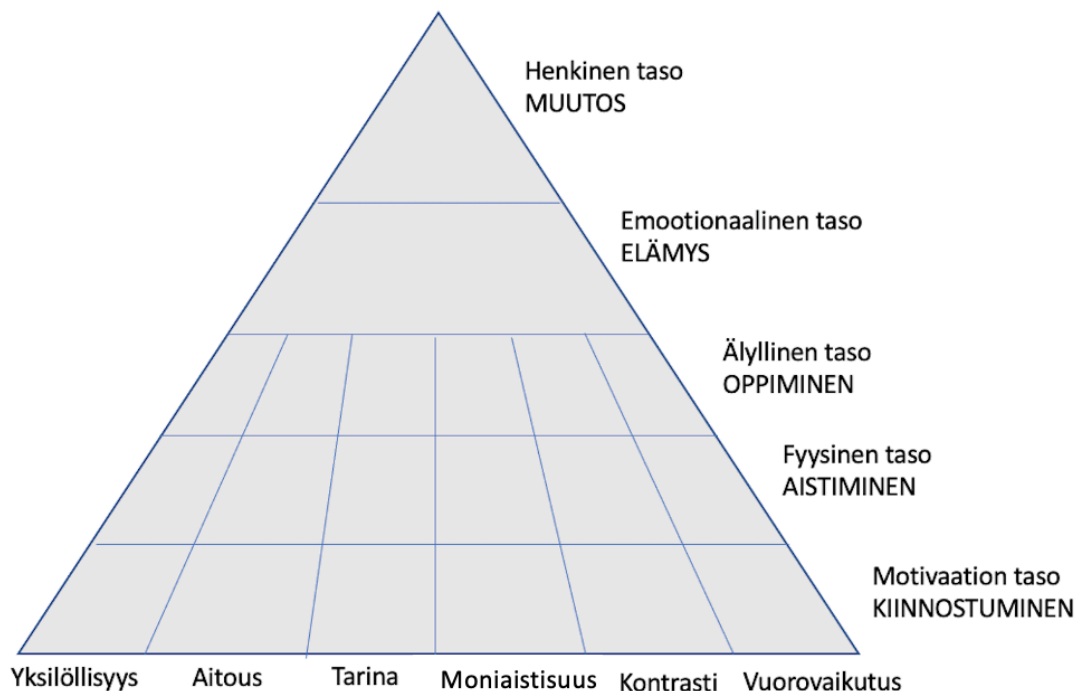 Henkinen taso
MUUTOS
Emootionaalinen taso
ELÄMYS
Älyllinen taso
OPPIMINEN
Fyysinen taso
AISTIMINEN
Motivaation taso
KIINNOSTUMINEN
Yksilöllisyys Aitous Tarina Moniaistisuus Kontrasti Vuorovaikutus